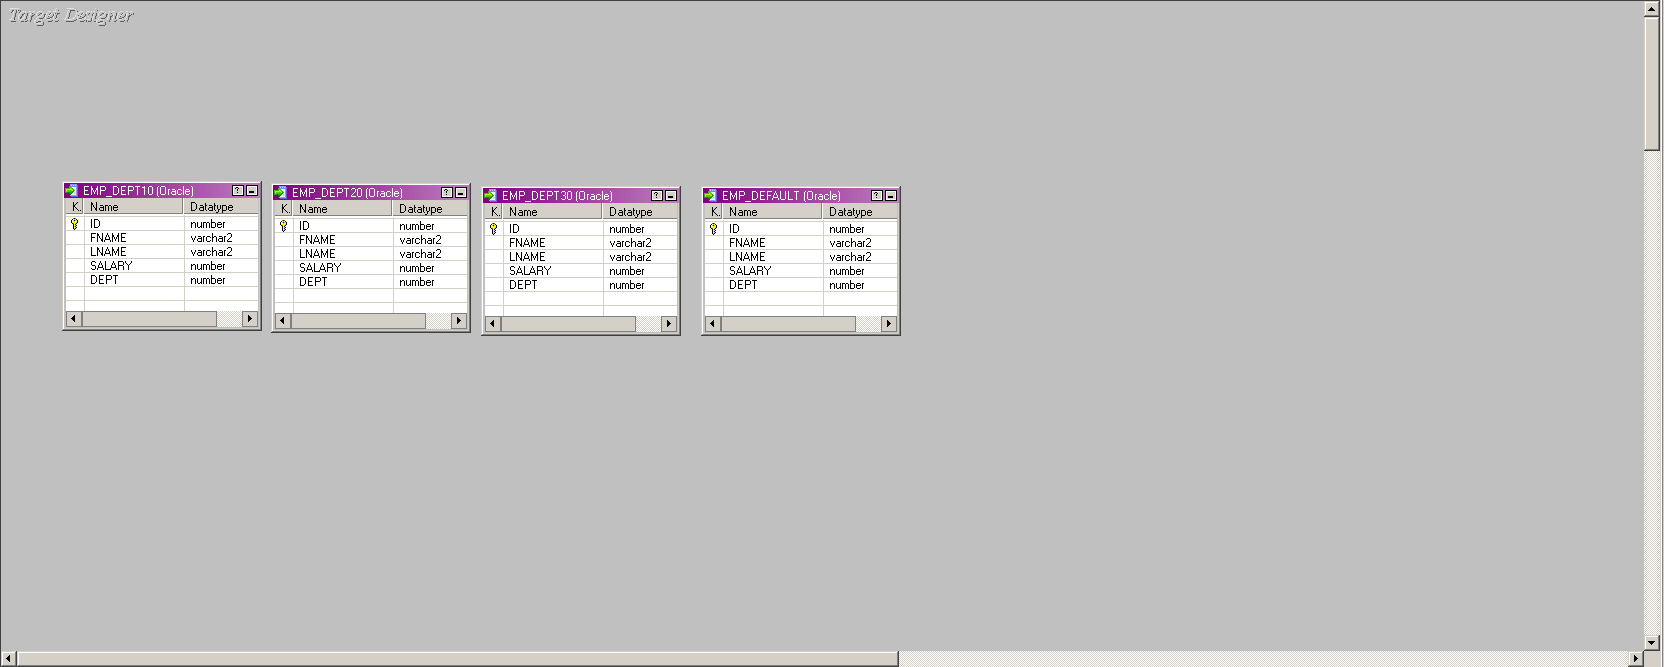 Target Designer
EMP_DEPT10 (Oracle)
K. Name Datatype
ID number
FNAME varchar2
LNAME varchar2
SALARY number
DEPT number
EMP_DEPT20 (Oracle)
K. Name Datatype
ID number
FNAME varchar2
LNAME varchar2
SALARY number
DEPT number
EMP_DEPT30 (Oracle)
K. Name Datatype
ID number
FNAME varchar2
LNAME varchar2
SALARY number
DEPT number
EMP_DEFAULT (Oracle)
K. Name Datatype
ID number
FNAME varchar2
LNAME varchar2
SALARY number
DEPT number